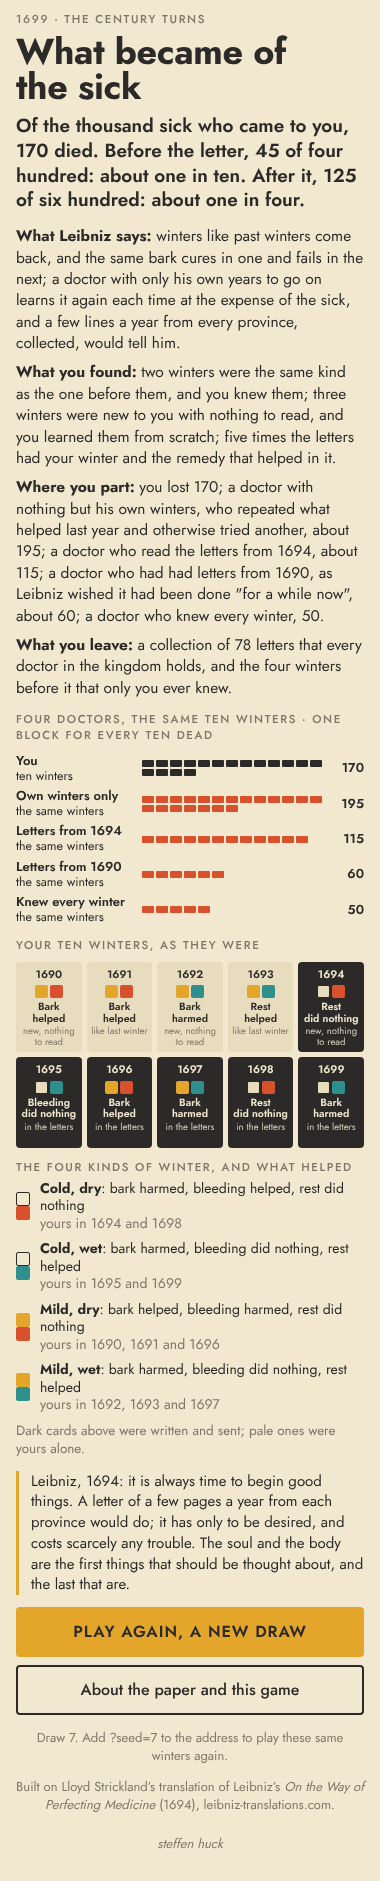 1699 · THE CENTURY TURNS
What became of
the sick
Of the thousand sick who came to you,
170 died. Before the letter, 45 of four
hundred: about one in ten. After it, 125
of six hundred: about one in four.
What Leibniz says: winters like past winters come
back, and the same bark cures in one and fails in the
next; a doctor with only his own years to go on
learns it again each time at the expense of the sick,
and a few lines a year from every province,
collected, would tell him.
What you found: two winters were the same kind
as the one before them, and you knew them; three
winters were new to you with nothing to read, and
you learned them from scratch; five times the letters
had your winter and the remedy that helped in it.
Where you part: you lost 170; a doctor with
nothing but his own winters, who repeated what
helped last year and otherwise tried another, about
195; a doctor who read the letters from 1694, about
115; a doctor who had had letters from 1690, as
Leibniz wished it had been done "for a while now",
about 60; a doctor who knew every winter, 50.
What you leave: a collection of 78 letters that every
doctor in the kingdom holds, and the four winters
before it that only you ever knew.
FOUR DOCTORS, THE SAME TEN WINTERS · ONE
BLOCK FOR EVERY TEN DEAD
You
ten winters
170
Own winters only
the same winters
195
Letters from 1694
the same winters
115
Letters from 1690
the same winters
60
Knew every winter
the same winters
50
YOUR TEN WINTERS, AS THEY WERE
1690
Bark
helped
new, nothing
to read
1691
Bark
helped
like last winter
1692
Bark
harmed
new, nothing
to read
1693
Rest
helped
like last winter
1694
Rest
did nothing
new, nothing
to read
1695
Bleeding
did nothing
in the letters
1696
Bark
helped
in the letters
1697
Bark
harmed
in the letters
1698
Rest
did nothing
in the letters
1699
Bark
harmed
in the letters
THE FOUR KINDS OF WINTER, AND WHAT HELPED
Cold, dry: bark harmed, bleeding helped, rest did
nothing
yours in 1694 and 1698
Cold, wet: bark harmed, bleeding did nothing, rest
helped
yours in 1695 and 1699
Mild, dry: bark helped, bleeding harmed, rest did
nothing
yours in 1690, 1691 and 1696
Mild, wet: bark harmed, bleeding did nothing, rest
helped
yours in 1692, 1693 and 1697
Dark cards above were written and sent; pale ones were
yours alone.
Leibniz, 1694: it is always time to begin good
things. A letter of a few pages a year from each
province would do; it has only to be desired, and
costs scarcely any trouble. The soul and the body
are the first things that should be thought about, and
the last that are.
PLAY AGAIN, A NEW DRAW
About the paper and this game
Draw 7. Add ?seed=7 to the address to play these same
winters again.
Built on Lloyd Strickland's translation of Leibniz's On the Way of
Perfecting Medicine (1694), leibniz-translations.com.
steffen huck